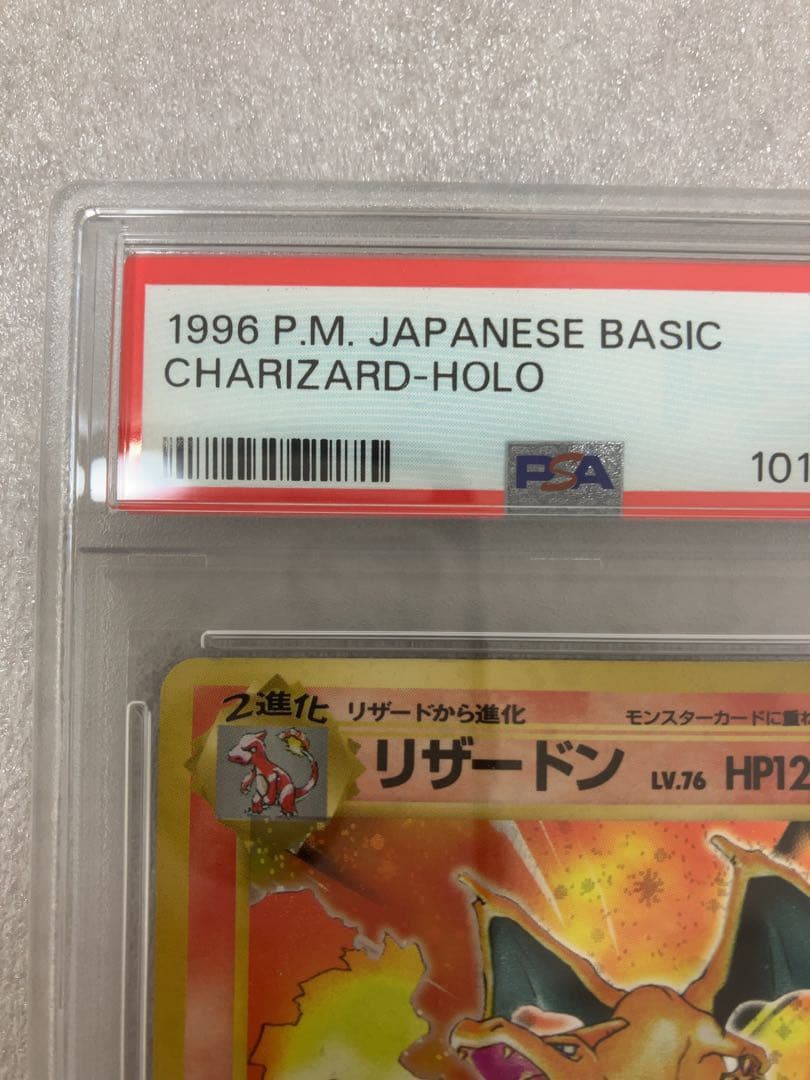 1996 P.M. JAPANESE BASIC
CHARIZARD-HOLO
PSA
101
2進化 リザードから進化 モンスターカードに重ね
リザードン LV.76 HP12